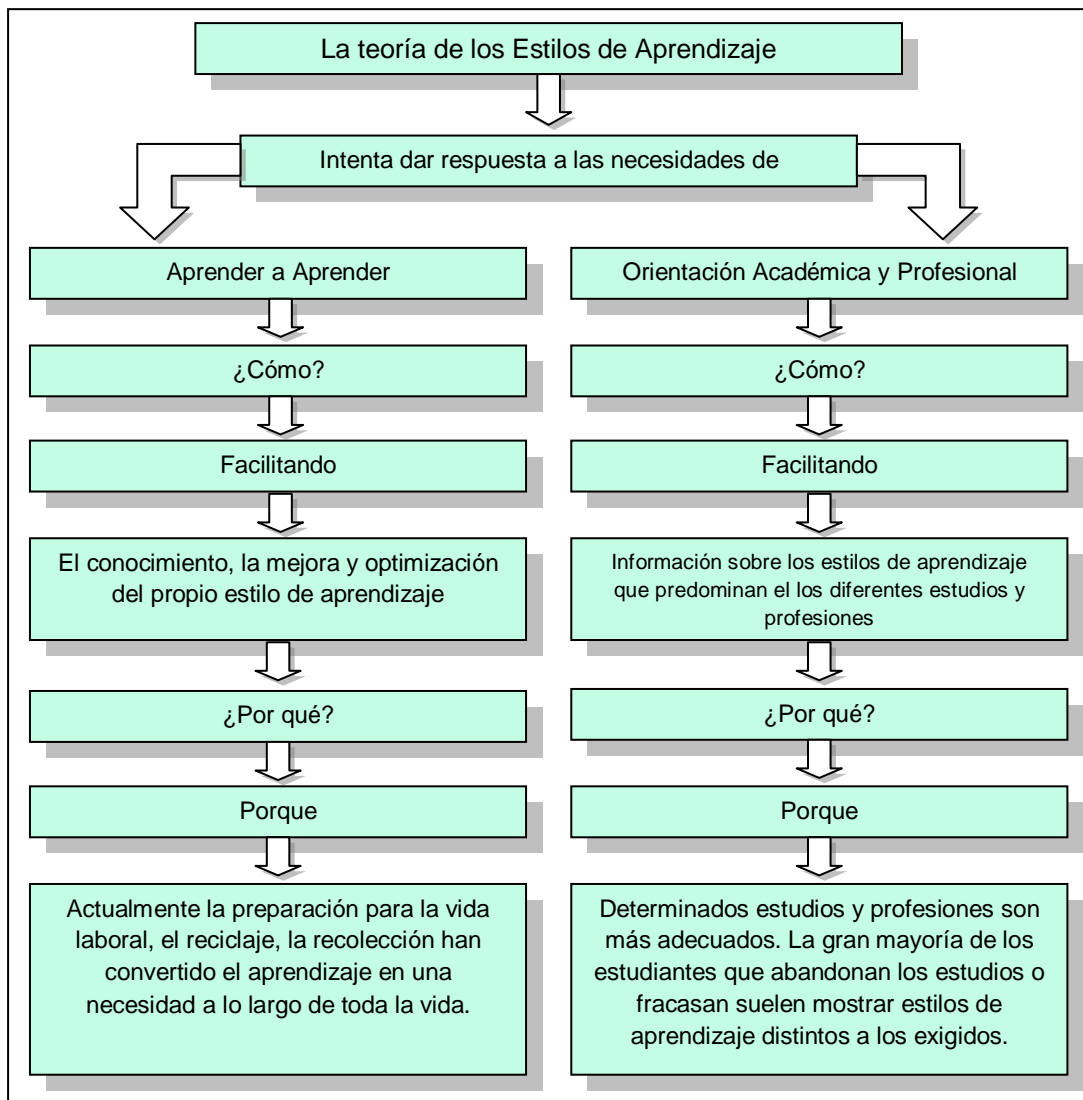 La teoría de los Estilos de Aprendizaje
Intenta dar respuesta a las necesidades de
Aprender a Aprender
¿Cómo?
Facilitando
El conocimiento, la mejora y optimización
del propio estilo de aprendizaje
¿Por qué?
Porque
Actualmente la preparación para la vida
laboral, el reciclaje, la recolección han
convertido el aprendizaje en una
necesidad a lo largo de toda la vida.
Orientación Académica y Profesional
¿Cómo?
Facilitando
Información sobre los estilos de aprendizaje
que predominan el los diferentes estudios y
profesiones
¿Por qué?
Porque
Determinados estudios y profesiones son
más adecuados. La gran mayoría de los
estudiantes que abandonan los estudios o
fracasan suelen mostrar estilos de
aprendizaje distintos a los exigidos.